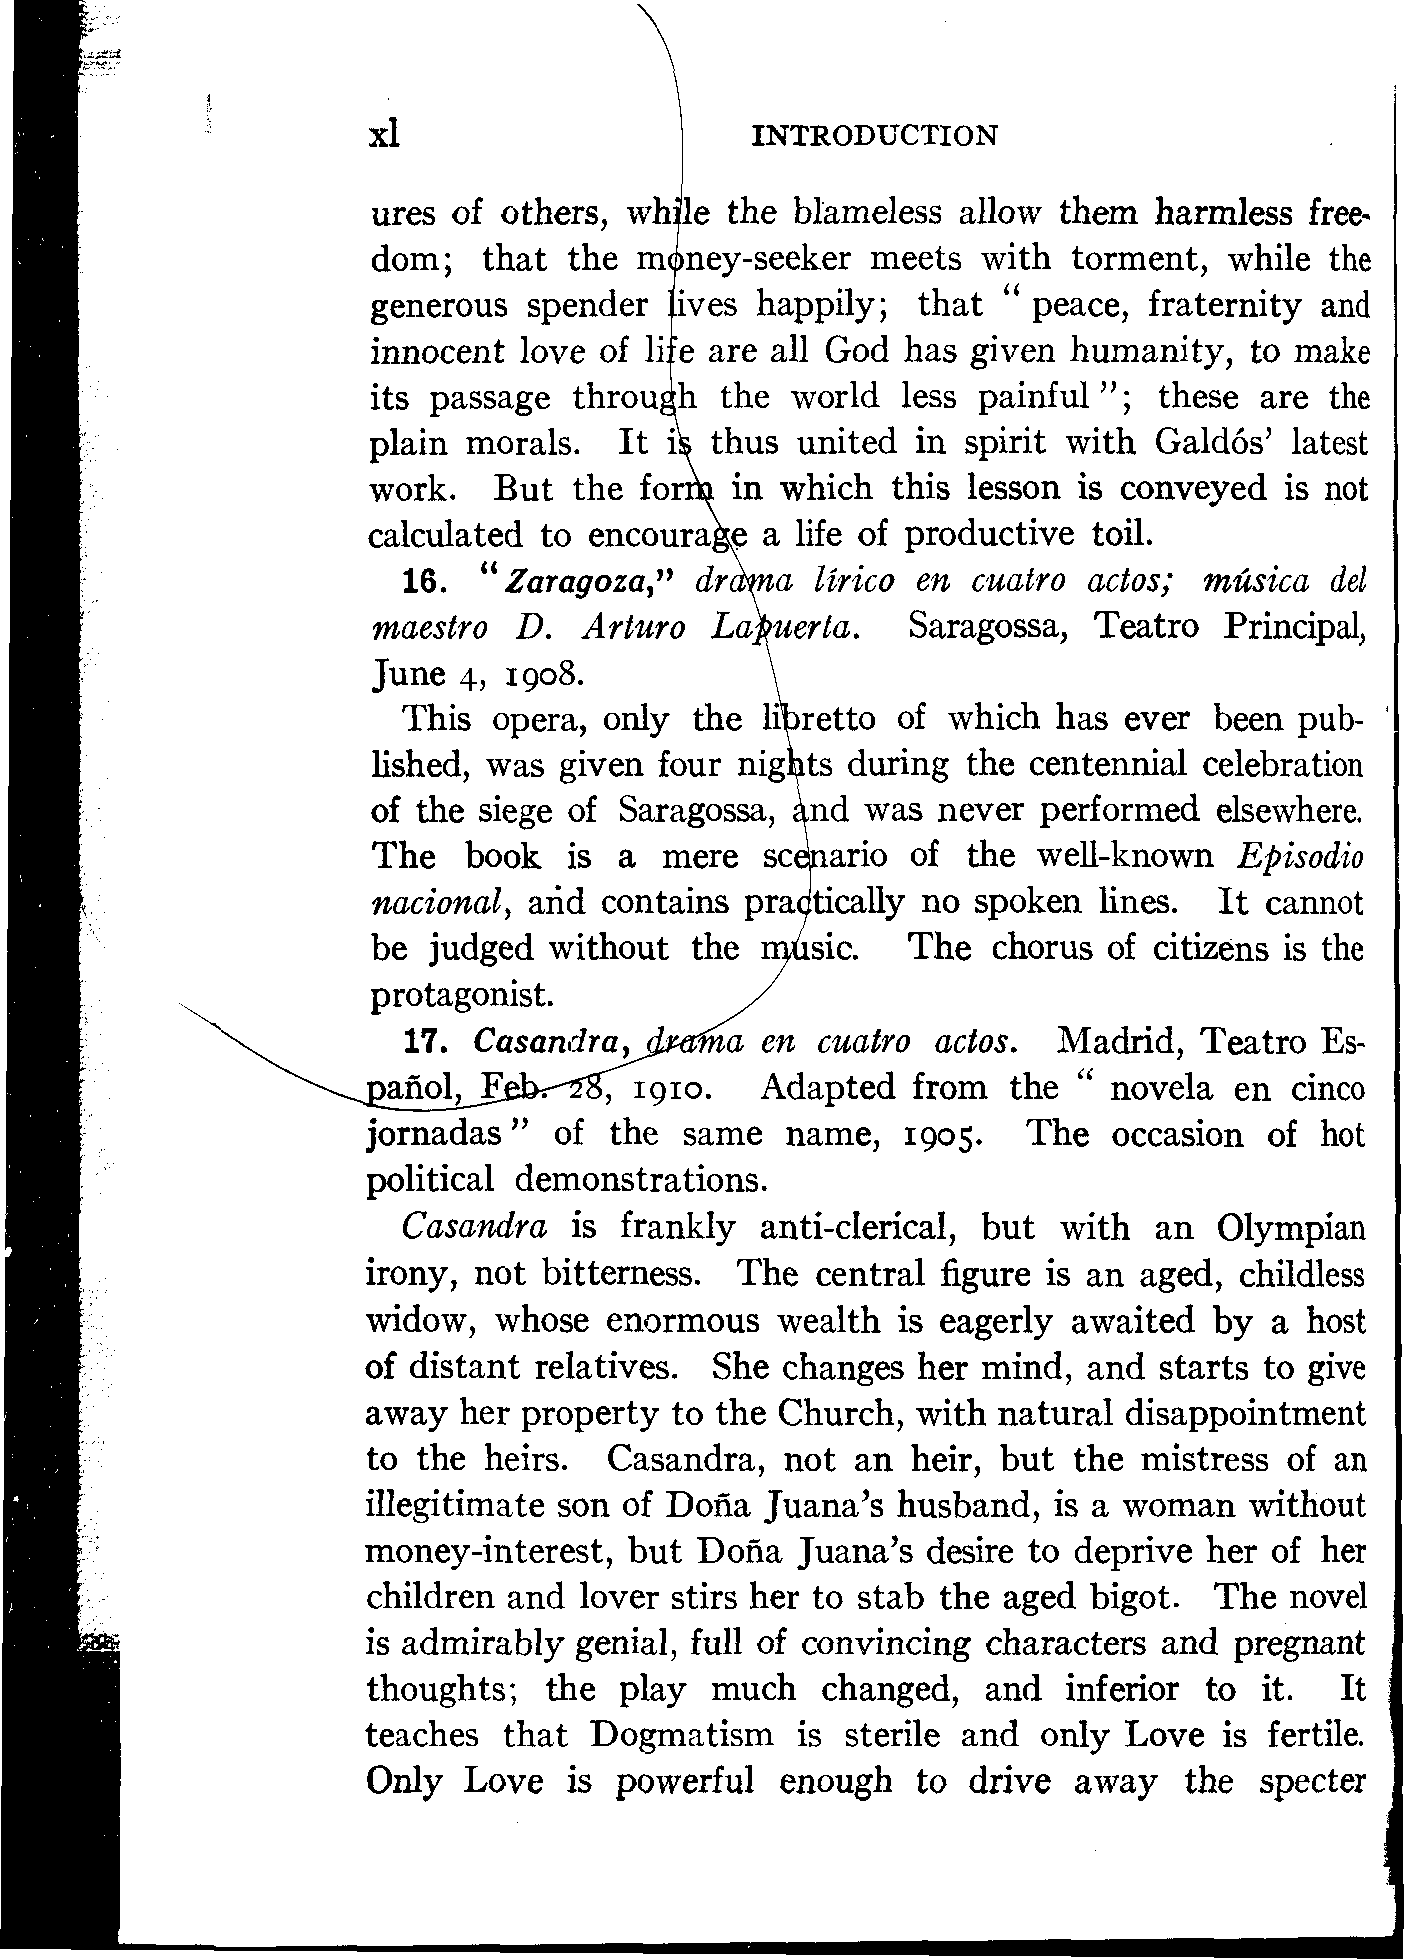 xl INTRODUCTION
ures of others, while the blameless allow them harmless free-
dom; that the money-seeker meets with torment, while the
generous spender lives happily; that " peace, fraternity and
innocent love of life are all God has given humanity, to make
its passage through the world less painful "; these are the
plain morals. It is thus united in spirit with Galdós' latest
work. But the form in which this lesson is conveyed is not
calculated to encourage a life of productive toil.
16. "Zaragoza," drama lírico en cuatro actos; música del
maestro D. Arturo Lapuerta. Saragossa, Teatro Principal,
June 4, 1908.
This opera, only the libretto of which has ever been pub-
lished, was given four nights during the centennial celebration
of the siege of Saragossa, and was never performed elsewhere.
The book is a mere scenario of the well-known Episodio
nacional, and contains practically no spoken lines. It cannot
be judged without the music. The chorus of citizens is the
protagonist.
17. Casandra, drama en cuatro actos. Madrid, Teatro Es-
pañol, Feb. 28, 1910. Adapted from the " novela en cinco
jornadas " of the same name, 1905. The occasion of hot
political demonstrations.
Casandra is frankly anti-clerical, but with an Olympian
irony, not bitterness. The central figure is an aged, childless
widow, whose enormous wealth is eagerly awaited by a host
of distant relatives. She changes her mind, and starts to give
away her property to the Church, with natural disappointment
to the heirs. Casandra, not an heir, but the mistress of an
illegitimate son of Doña Juana's husband, is a woman without
money-interest, but Doña Juana's desire to deprive her of her
children and lover stirs her to stab the aged bigot. The novel
is admirably genial, full of convincing characters and pregnant
thoughts; the play much changed, and inferior to it. It
teaches that Dogmatism is sterile and only Love is fertile.
Only Love is powerful enough to drive away the specter